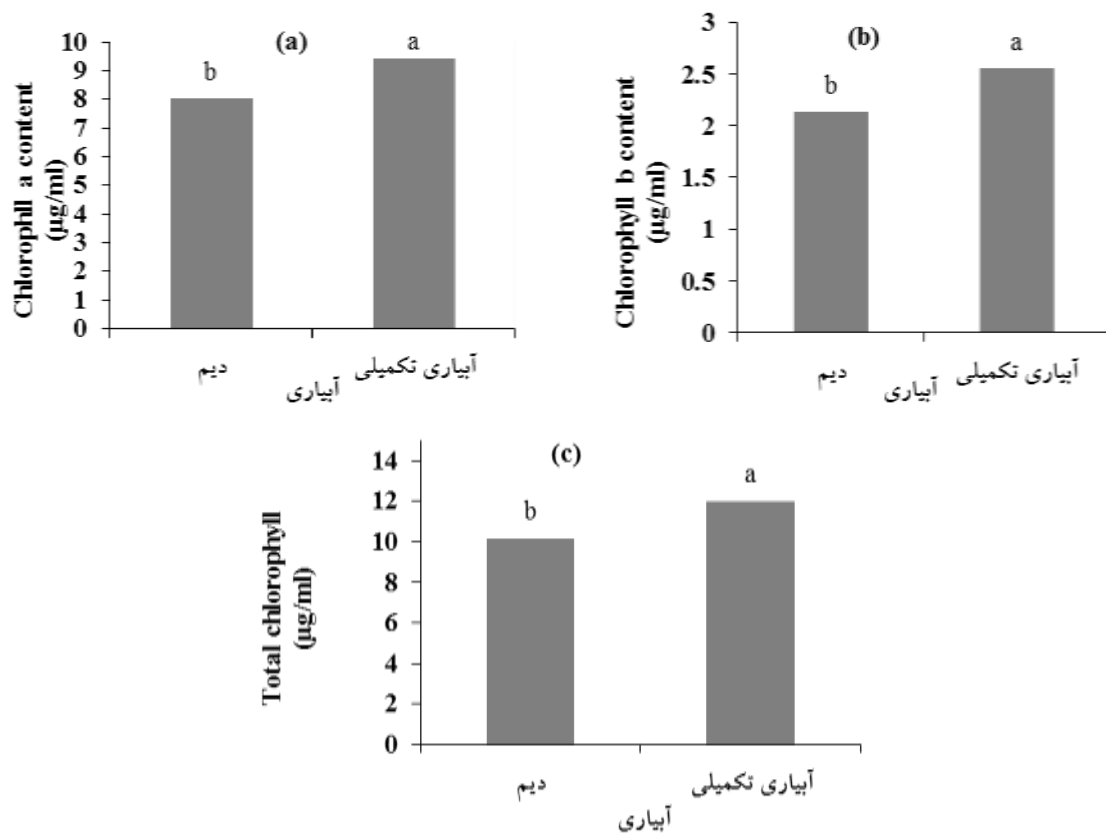 (a)
Chlorophll a content
(µg/ml)
10
9
8
7
6
5
4
3
2
1
0
b
a
دیم
آبیاری تکمیلی
آبیاری
(b)
Chlorophyll b content
(µg/ml)
3
2.5
2
1.5
1
0.5
0
b
a
دیم
آبیاری تکمیلی
آبیاری
(c)
Total chlorophyll
(µg/ml)
14
12
10
8
6
4
2
0
b
a
دیم
آبیاری تکمیلی
آبیاری